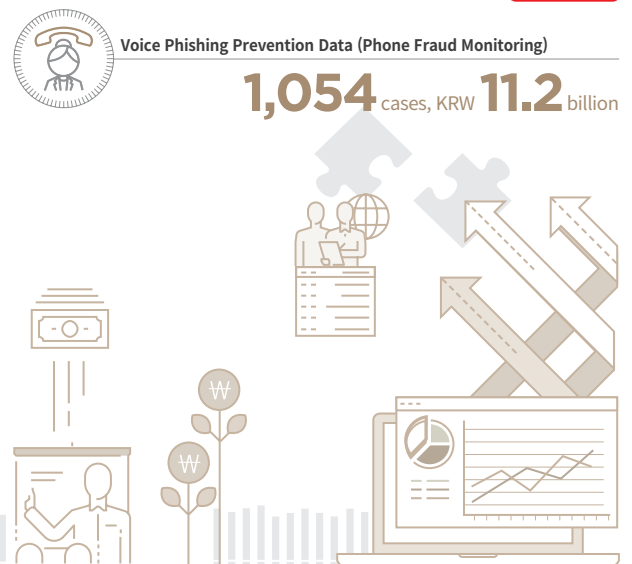 Voice Phishing Prevention Data (Phone Fraud Monitoring)
1,054 cases, KRW 11.2 billion
₩
₩